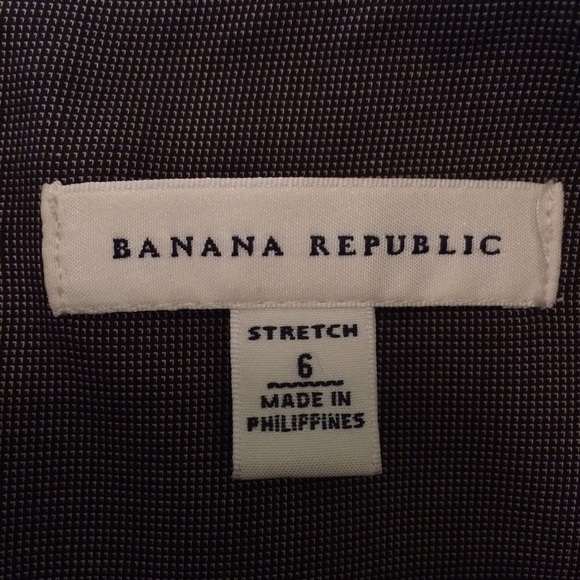 BANANA REPUBLIC
STRETCH
6
MADE IN
PHILIPPINES